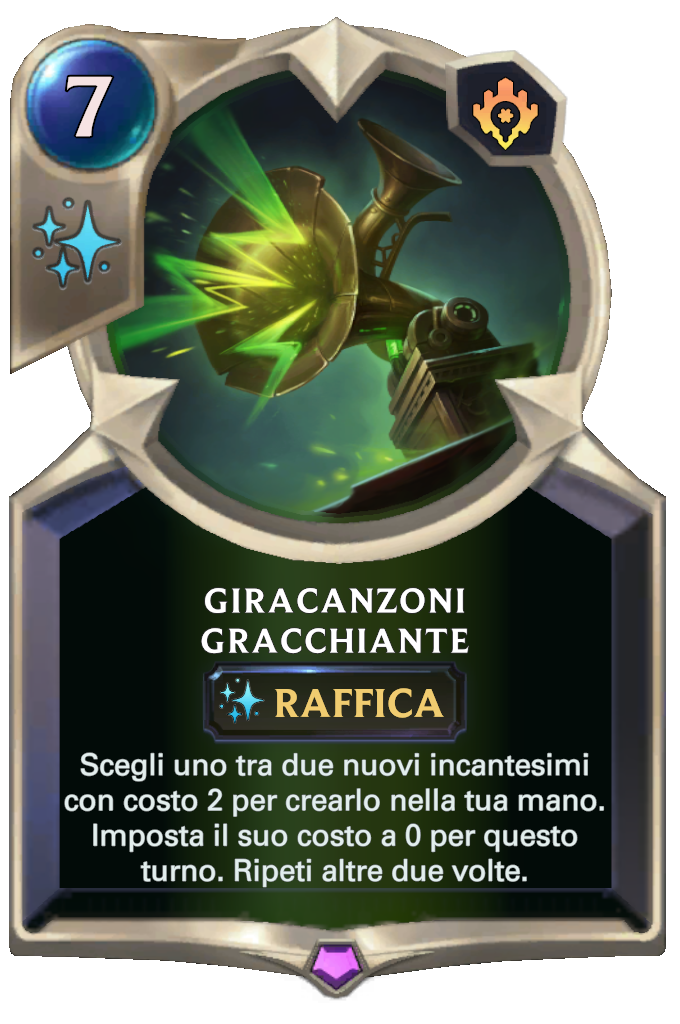 7
GIRACANZONI
GRACCHIANTE
RAFFICA
Scegli uno tra due nuovi incantesimi
con costo 2 per crearlo nella tua mano.
Imposta il suo costo a 0 per questo
turno. Ripeti altre due volte.